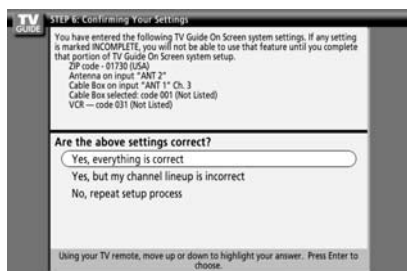 TV GUIDE
STEP 6: Confirming Your Settings
You have entered the following TV Guide On Screen system settings. If any setting
is marked INCOMPLETE, you will not be able to use that feature until you complete
that portion of TV Guide On Screen system setup.
ZIP code - 01730 (USA)
Antenna on input "ANT 2"
Cable Box on input "ANT 1" Ch. 3
Cable Box selected: code 001 (Not Listed)
VCR — code 031 (Not Listed)
Are the above settings correct?
Yes, everything is correct
Yes, but my channel lineup is incorrect
No, repeat setup process
Using your TV remote, move up or down to highlight your answer. Press Enter to
choose.